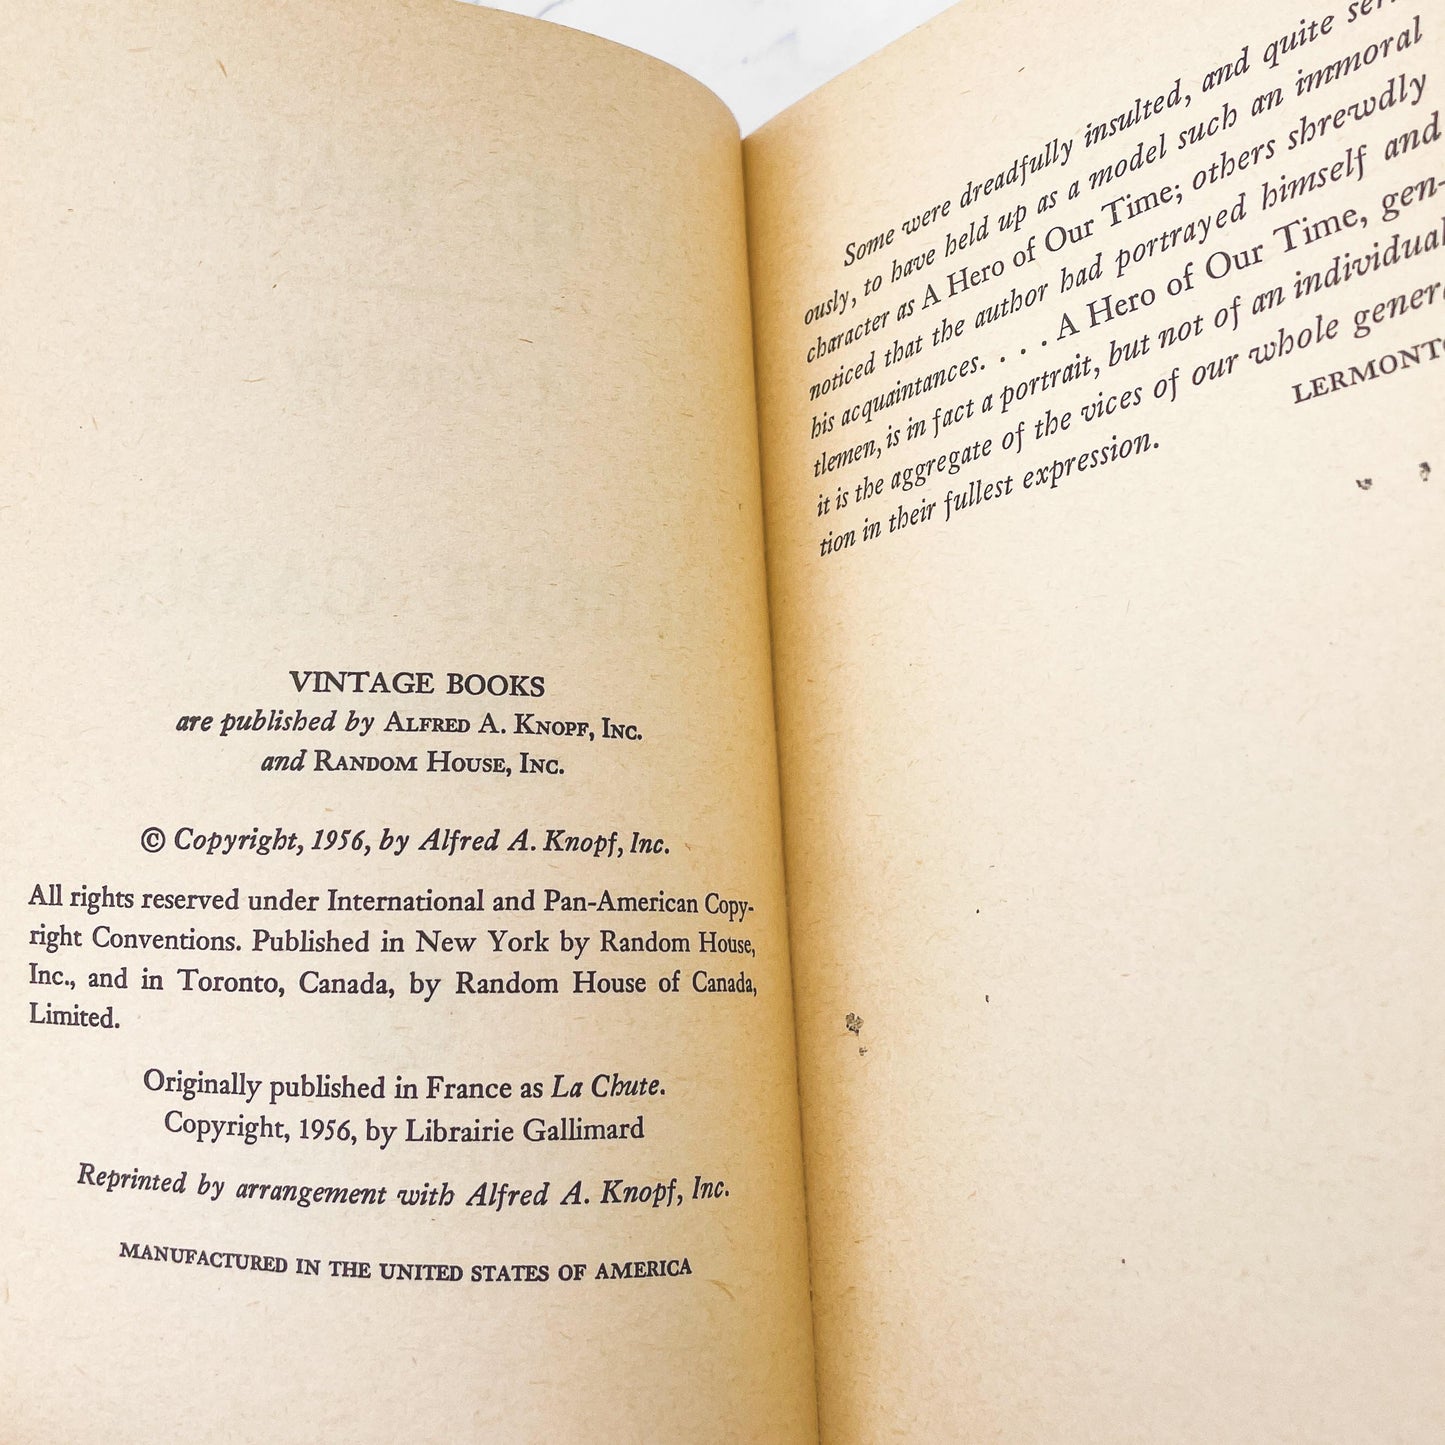 VINTAGE BOOKS
are published by ALFRED A. KNOPF, INC.
and RANDOM HOUSE, INC.
© Copyright, 1956, by Alfred A. Knopf, Inc.
All rights reserved under International and Pan-American Copy-
right Conventions. Published in New York by Random House,
Inc., and in Toronto, Canada, by Random House of Canada,
Limited.
Originally published in France as La Chute.
Copyright, 1956, by Librairie Gallimard
Reprinted by arrangement with Alfred A. Knopf, Inc.
MANUFACTURED IN THE UNITED STATES OF AMERICA
Some were dreadfully insulted, and quite
ously, to have held up as a model such an immoral
character as A Hero of Our Time; others shrewdly
noticed that the author had portrayed himself and
his acquaintances. . . . A Hero of Our Time, gen-
tlemen, is in fact a portrait, but not of an individual
it is the aggregate of the vices of our whole genera
tion in their fullest expression.
LERMONTO